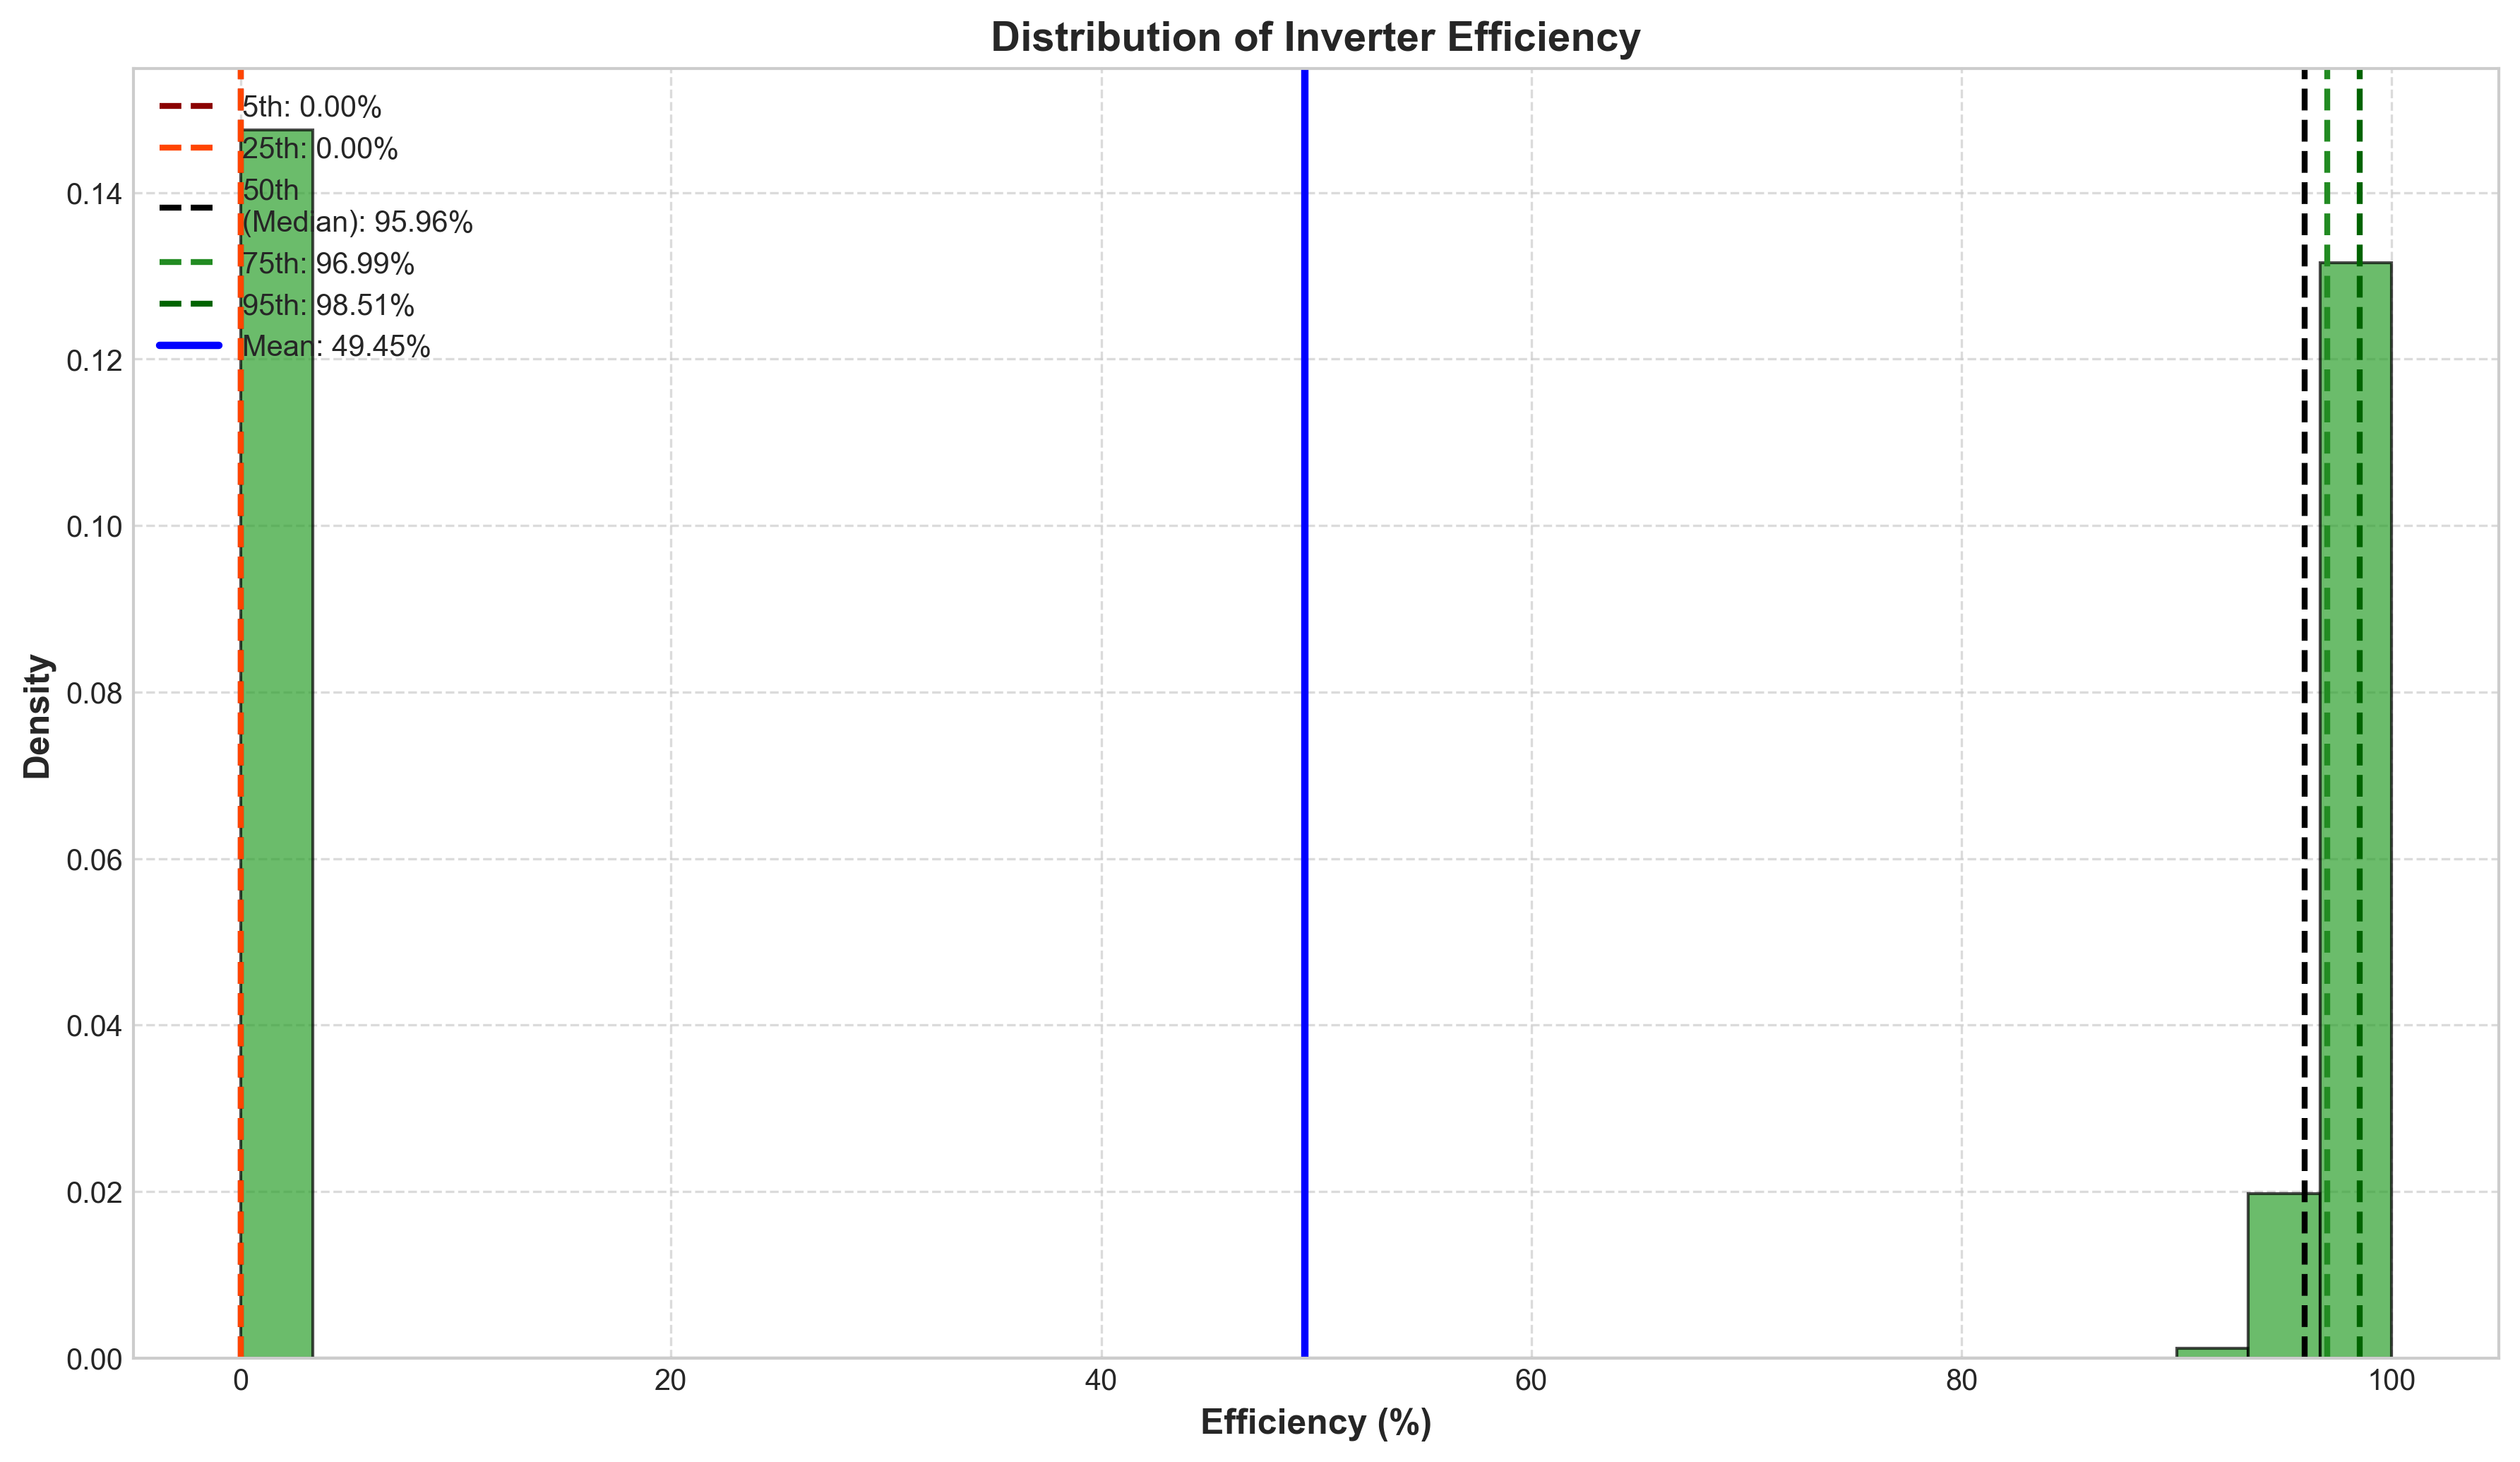 Distribution of Inverter Efficiency
5th: 0.00%
25th: 0.00%
50th
(Median): 95.96%
75th: 96.99%
95th: 98.51%
Mean: 49.45%
Density
0.14
0.12
0.10
0.08
0.06
0.04
0.02
0.00
0 20 40 60 80 100
Efficiency (%)